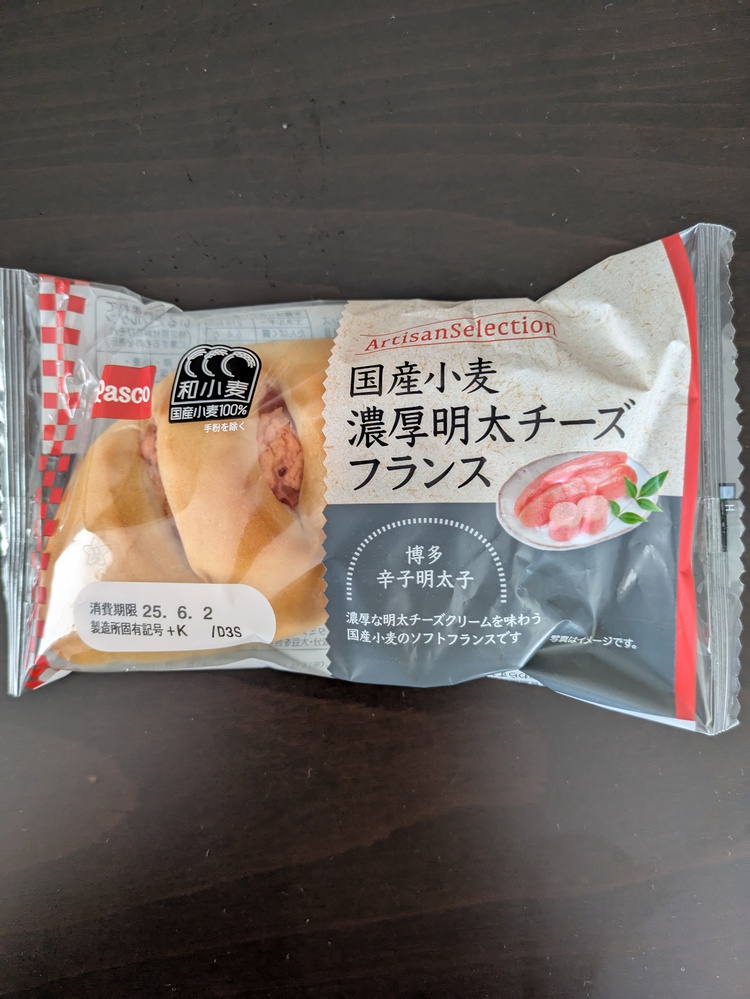 Pasco
和小麦
国産小麦100%
手粉を除く
消費期限 25. 6. 2
製造所固有記号 +K /D3S
ArtisanSelection
国産小麦
濃厚明太チーズ
フランス
博多
辛子明太子
濃厚な明太チーズクリームを味わう
国産小麦のソフトフランスです
写真はイメージです。